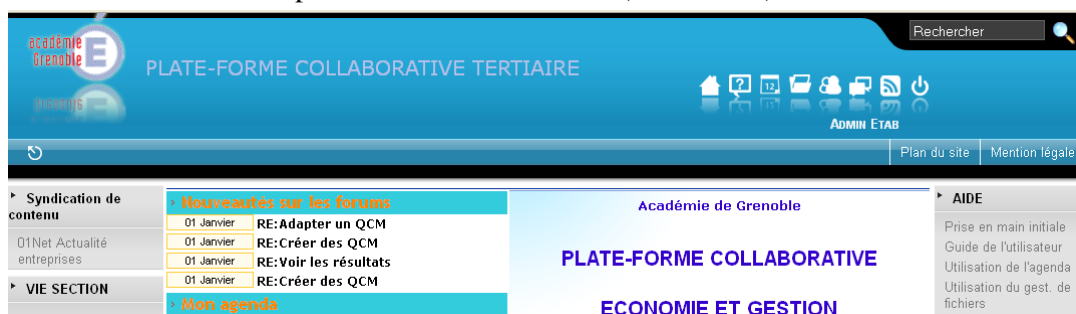 Rechercher
académie
Grenoble
É
PLATE-FORME COLLABORATIVE TERTIAIRE
?
12
ADMIN ETAB
Plan du site
Mention légale
Syndication de
contenu
01Net Actualité
entreprises
VIE SECTION
Nouveautés sur les forums
01 Janvier RE:Adapter un QCM
01 Janvier RE:Créer des QCM
01 Janvier RE:Voir les résultats
01 Janvier RE:Créer des QCM
Mon agenda
Académie de Grenoble
PLATE-FORME COLLABORATIVE
ECONOMIE ET GESTION
AIDE
Prise en main initiale
Guide de l'utilisateur
Utilisation de l'agenda
Utilisation du gest. de
fichiers